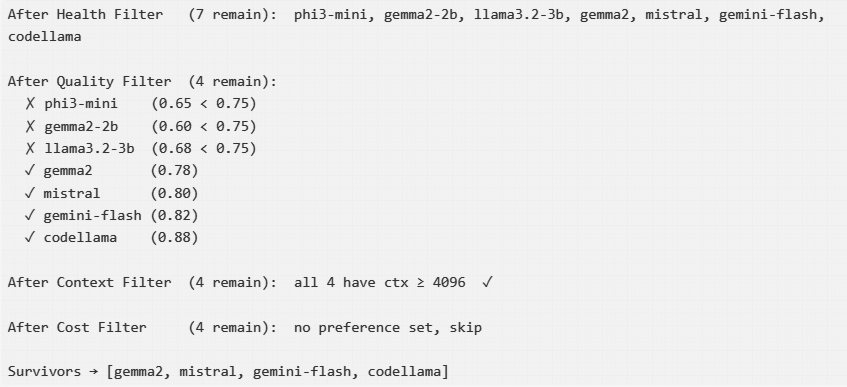 After Health Filter   (7 remain):  phi3-mini, gemma2-2b, llama3.2-3b, gemma2, mistral, gemini-flash,
codellama
After Quality Filter  (4 remain):
✗ phi3-mini    (0.65 < 0.75)
✗ gemma2-2b    (0.60 < 0.75)
✗ llama3.2-3b  (0.68 < 0.75)
✓ gemma2       (0.78)
✓ mistral      (0.80)
✓ gemini-flash (0.82)
✓ codellama    (0.88)
After Context Filter  (4 remain):  all 4 have ctx ≥ 4096  ✓
After Cost Filter     (4 remain):  no preference set, skip
Survivors → [gemma2, mistral, gemini-flash, codellama]